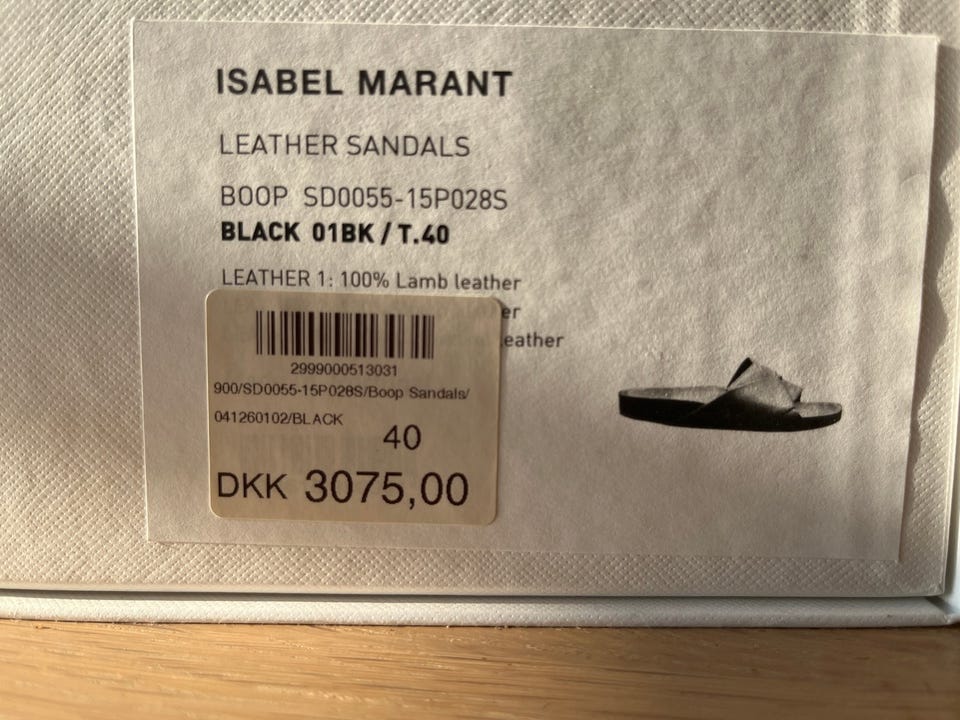 ISABEL MARANT
LEATHER SANDALS
BOOP SD0055-15P028S
BLACK 01BK / T.40
LEATHER 1: 100% Lamb leather
2999000513031
900/SD0055-15P028S/Boop Sandals/
041260102/BLACK
40
DKK 3075,00